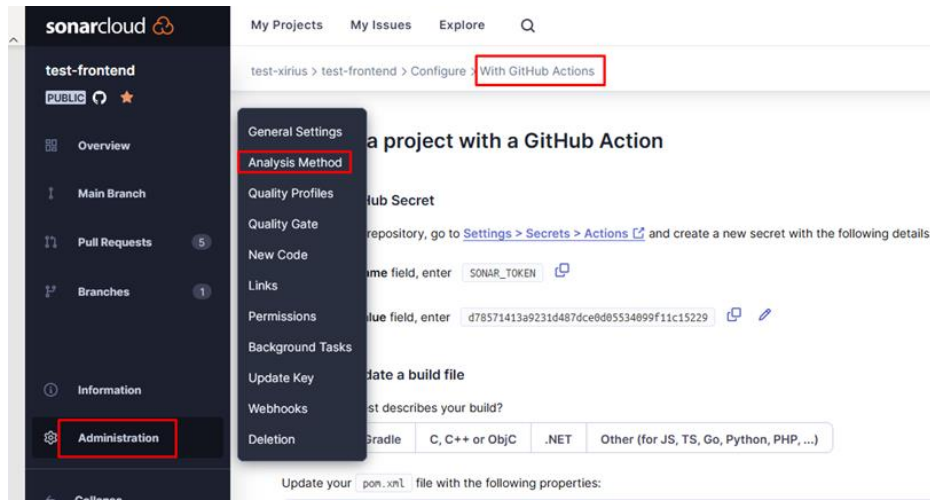 sonarcloud
My Projects My Issues Explore
test-frontend
PUBLIC
test-xirius > test-frontend > Configure > With GitHub Actions
Overview
Main Branch
Pull Requests 5
Branches 1
Information
Administration
Collapse
General Settings
Analysis Method
Quality Profiles
Quality Gate
New Code
Links
Permissions
Background Tasks
Update Key
Webhooks
Deletion
a project with a GitHub Action
Hub Secret
repository, go to Settings > Secrets > Actions and create a new secret with the following details
me field, enter SONAR_TOKEN
alue field, enter d78571413a9231d487dce0d05534099f11c15229
date a build file
st describes your build?
Gradle C, C++ or ObjC .NET Other (for JS, TS, Go, Python, PHP, ...)
Update your pom.xml file with the following properties: